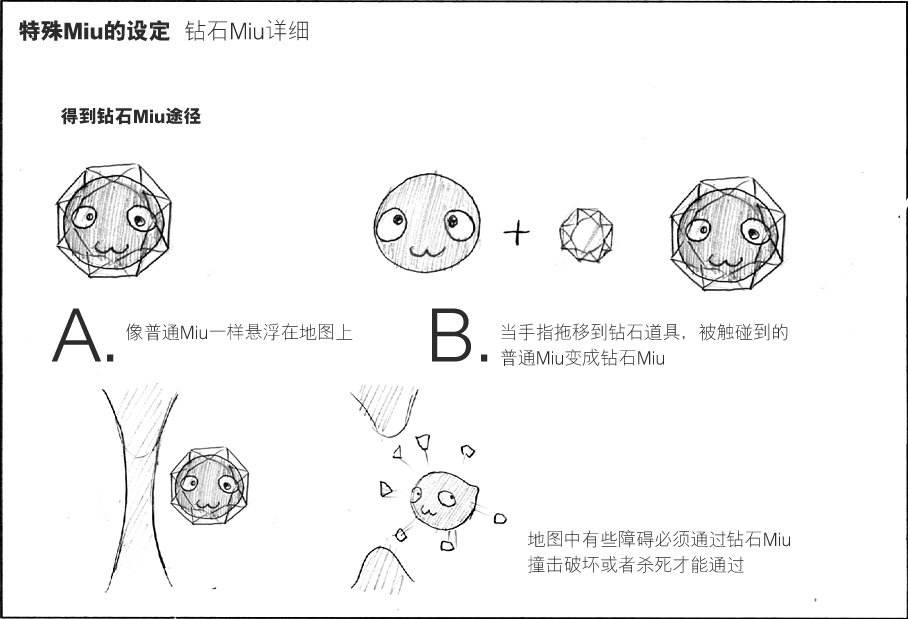 特殊Miu的设定 钻石Miu详细
得到钻石Miu途径
A. 像普通Miu一样悬浮在地图上
B. 当手指拖移到钻石道具，被触碰到的
普通Miu变成钻石Miu
地图中有些障碍必须通过钻石Miu
撞击破坏或者杀死才能通过